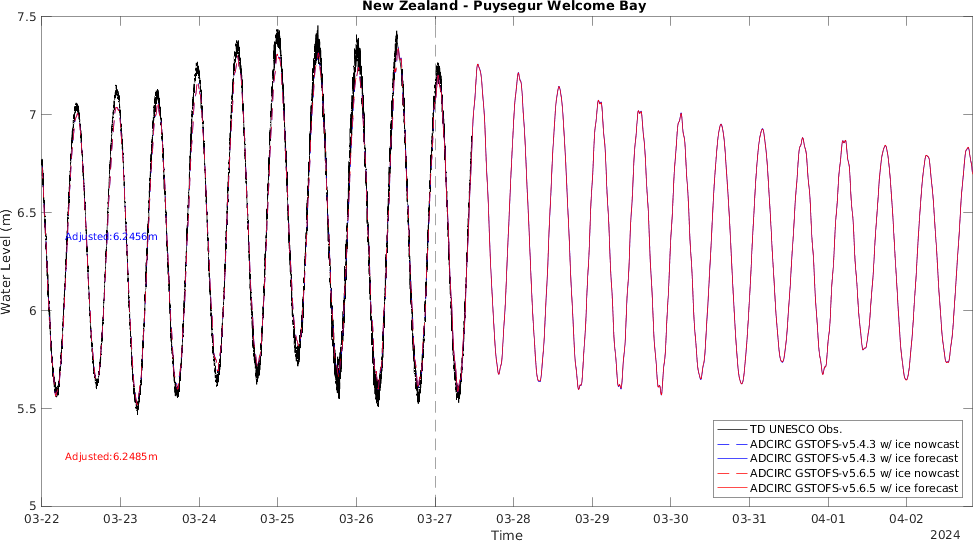 New Zealand - Puysegur Welcome Bay
7.5
7
6.5
6
5.5
5
Water Level (m)
Adjusted:6.2456m
Adjusted:6.2485m
TD UNESCO Obs.
ADCIRC GSTOFS-v5.4.3 w/ ice nowcast
ADCIRC GSTOFS-v5.4.3 w/ ice forecast
ADCIRC GSTOFS-v5.6.5 w/ ice nowcast
ADCIRC GSTOFS-v5.6.5 w/ ice forecast
03-22 03-23 03-24 03-25 03-26 03-27 03-28 03-29 03-30 03-31 04-01 04-02
Time
2024